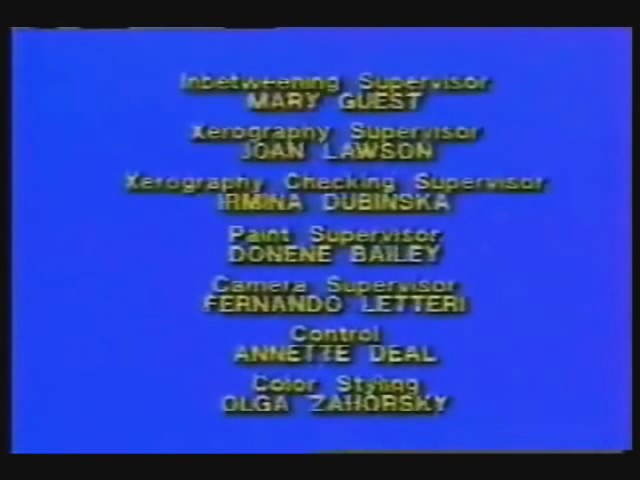 Inbetweening Supervisor
MARY GUEST
Xerography Supervisor
JOAN LAWSON
Xerography Checking Supervisor
IRMINA DUBINSKA
Paint Supervisor
DONENE BAILEY
Camera Supervisor
FERNANDO LETTERI
Control
ANNETTE DEAL
Color Styling
OLGA ZAHORSKY